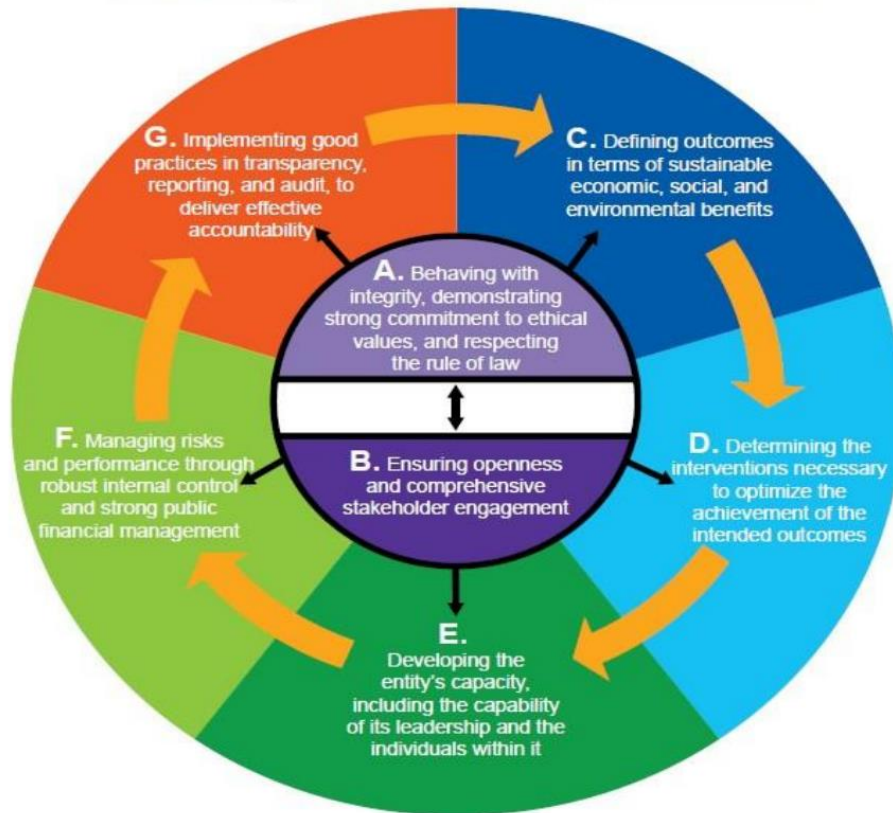 G. Implementing good
practices in transparency,
reporting, and audit, to
deliver effective
accountability
C. Defining outcomes
in terms of sustainable
economic, social, and
environmental benefits
A. Behaving with
integrity, demonstrating
strong commitment to ethical
values, and respecting
the rule of law
B. Ensuring openness
and comprehensive
stakeholder engagement
D. Determining the
interventions necessary
to optimize the
achievement of the
intended outcomes
E.
Developing the
entity's capacity,
including the capability
of its leadership and the
individuals within it
F. Managing risks
and performance through
robust internal control
and strong public
financial management